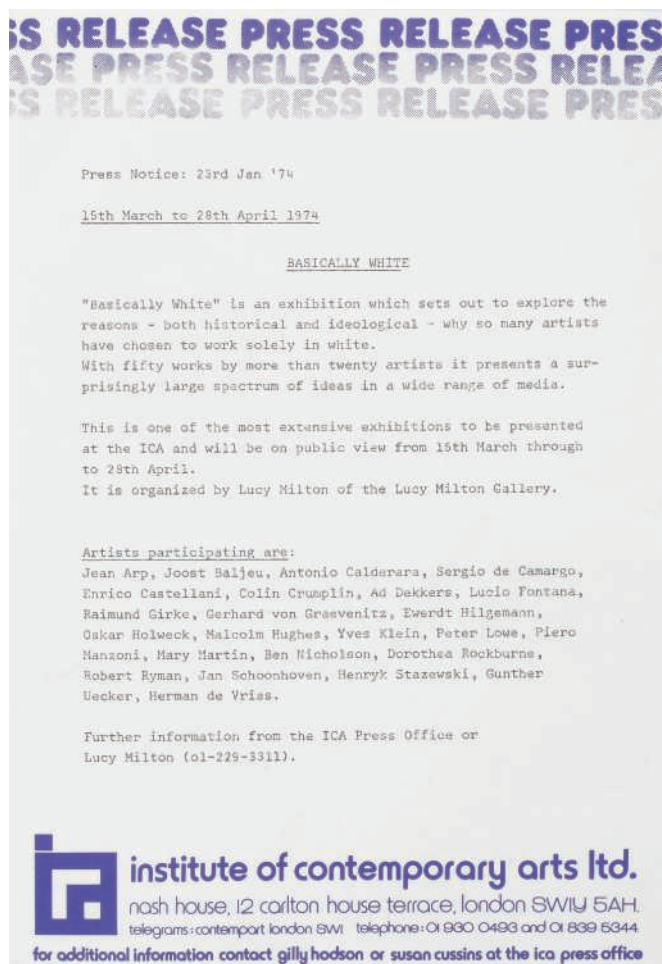 SS RELEASE PRESS RELEASE PRES
ASE PRESS RELEASE PRESS RELEA
SS RELEASE PRESS RELEASE PRES
Press Notice: 23rd Jan '74
15th March to 28th April 1974
BASICALLY WHITE
"Basically White" is an exhibition which sets out to explore the
reasons - both historical and ideological - why so many artists
have chosen to work solely in white.
With fifty works by more than twenty artists it presents a sur-
prisingly large spectrum of ideas in a wide range of media.
This is one of the most extensive exhibitions to be presented
at the ICA and will be on public view from 15th March through
to 28th April.
It is organized by Lucy Milton of the Lucy Milton Gallery.
Artists participating are:
Jean Arp, Joost Baljeu, Antonio Calderara, Sergio de Camargo,
Enrico Castellani, Colin Crumplin, Ad Dekkers, Lucio Fontana,
Raimund Girke, Gerhard von Graevenitz, Ewerdt Hilgemann,
Oskar Holweck, Malcolm Hughes, Yves Klein, Peter Lowe, Piero
Manzoni, Mary Martin, Ben Nicholson, Dorothea Rockburne,
Robert Ryman, Jan Schoonhoven, Henryk Stazewski, Gunther
Uecker, Herman de Vries.
Further information from the ICA Press Office or
Lucy Milton (o1-229-3311).
ica
institute of contemporary arts ltd.
nash house, 12 carlton house terrace, london SW1Y 5AH.
telegrams: contemport london SW1 telephone: 01 930 0493 and 01 839 5344
for additional information contact gilly hodson or susan cussins at the ica press office